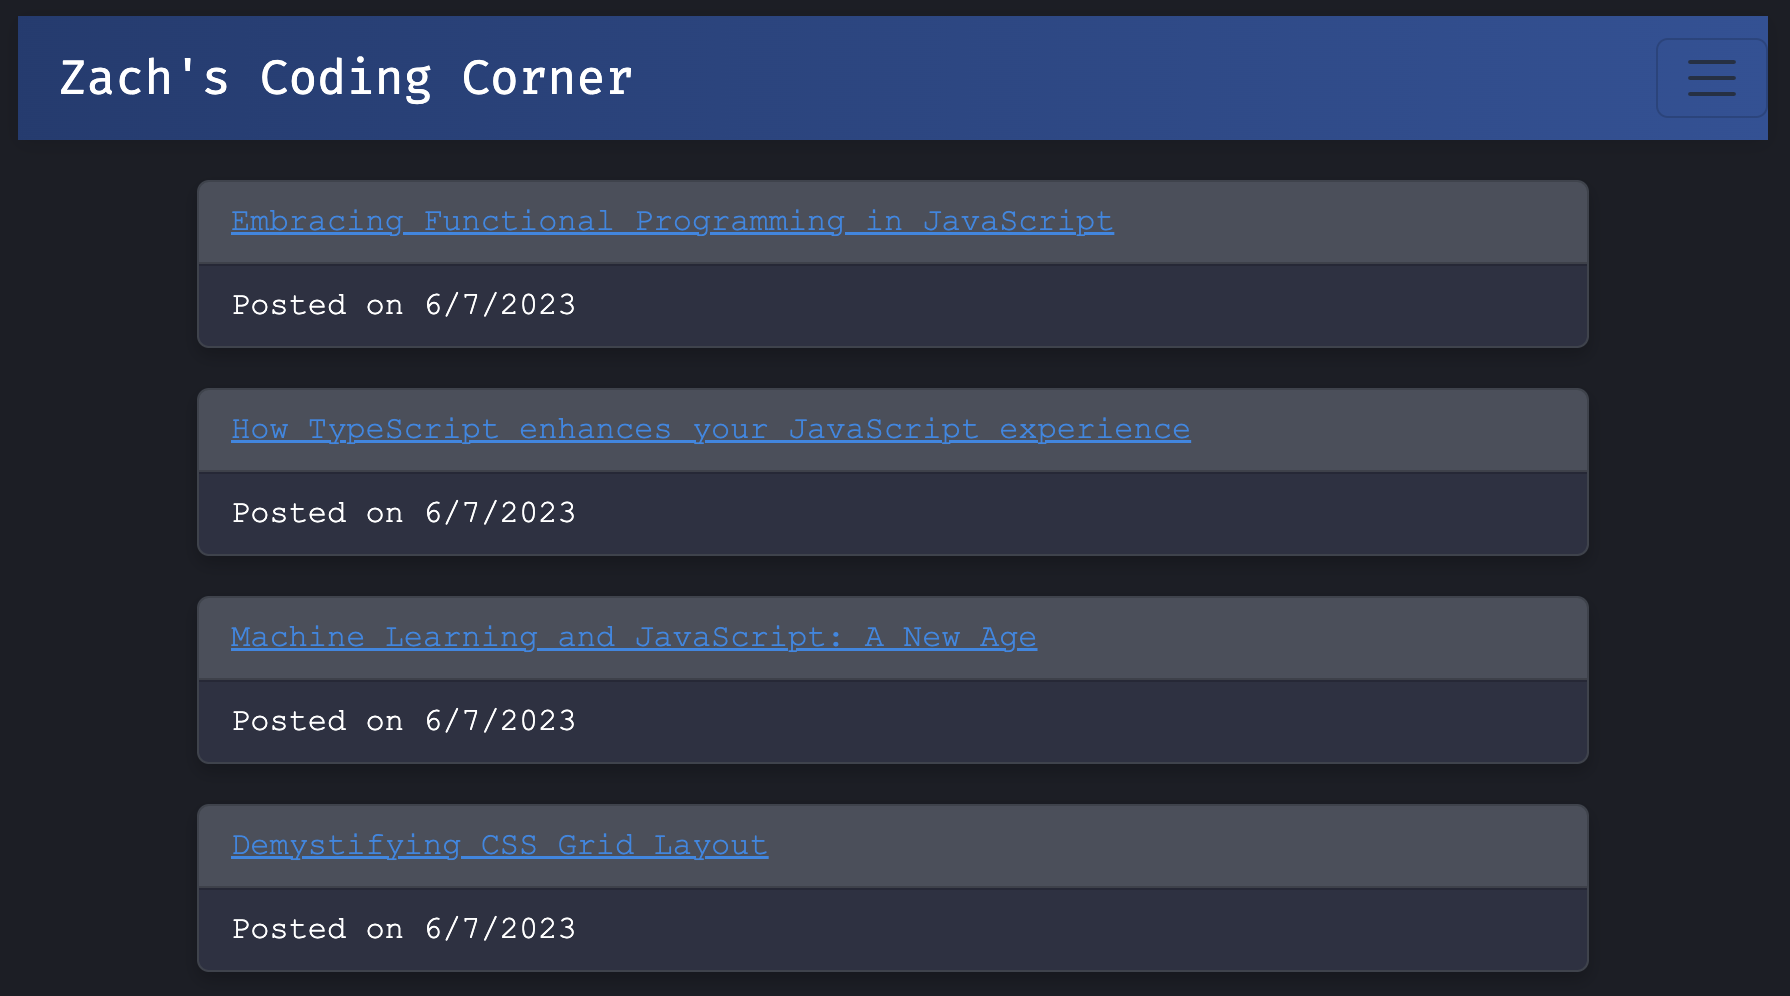 Zach's Coding Corner
Embracing Functional Programming in JavaScript
Posted on 6/7/2023
How TypeScript enhances your JavaScript experience
Posted on 6/7/2023
Machine Learning and JavaScript: A New Age
Posted on 6/7/2023
Demystifying CSS Grid Layout
Posted on 6/7/2023